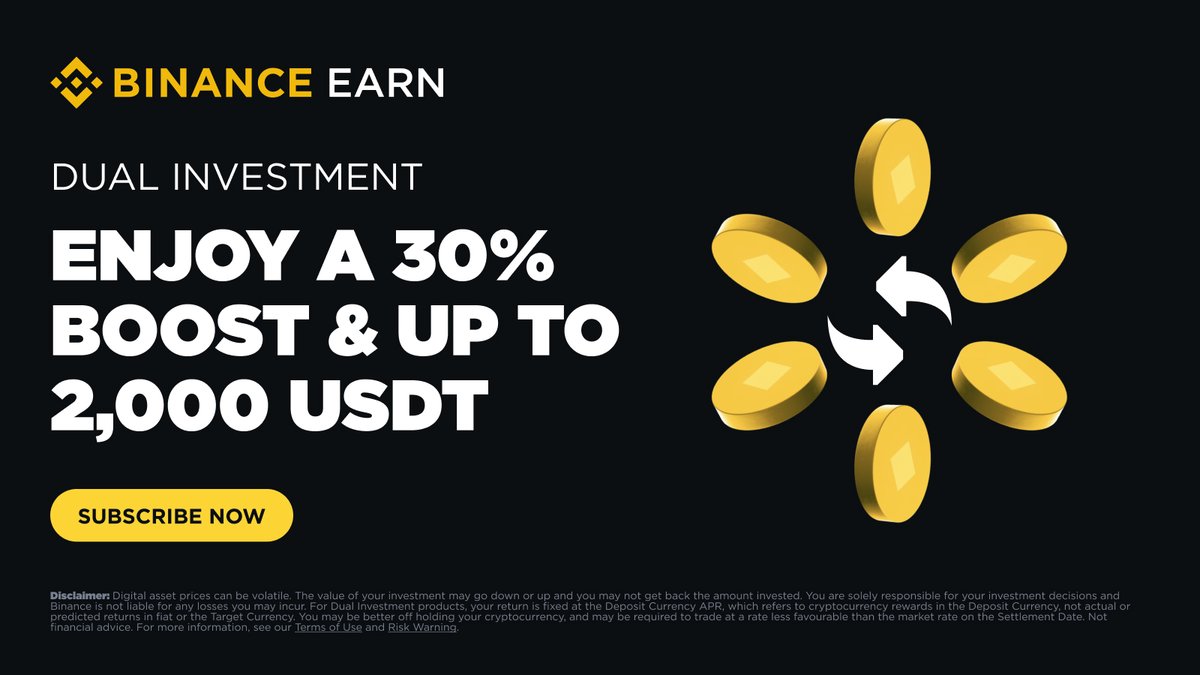 BINANCE EARN
DUAL INVESTMENT
ENJOY A 30%
BOOST & UP TO
2,000 USDT
SUBSCRIBE NOW
Disclaimer: Digital asset prices can be volatile. The value of your investment may go down or up and you may not get back the amount invested. You are solely responsible for your investment decisions and
Binance is not liable for any losses you may incur. For Dual Investment products, your return is fixed at the Deposit Currency APR, which refers to cryptocurrency rewards in the Deposit Currency, not actual or
predicted returns in fiat or the Target Currency. You may be better off holding your cryptocurrency, and may be required to trade at a rate less favourable than the market rate on the Settlement Date. Not
financial advice. For more information, see our Terms of Use and Risk Warning.